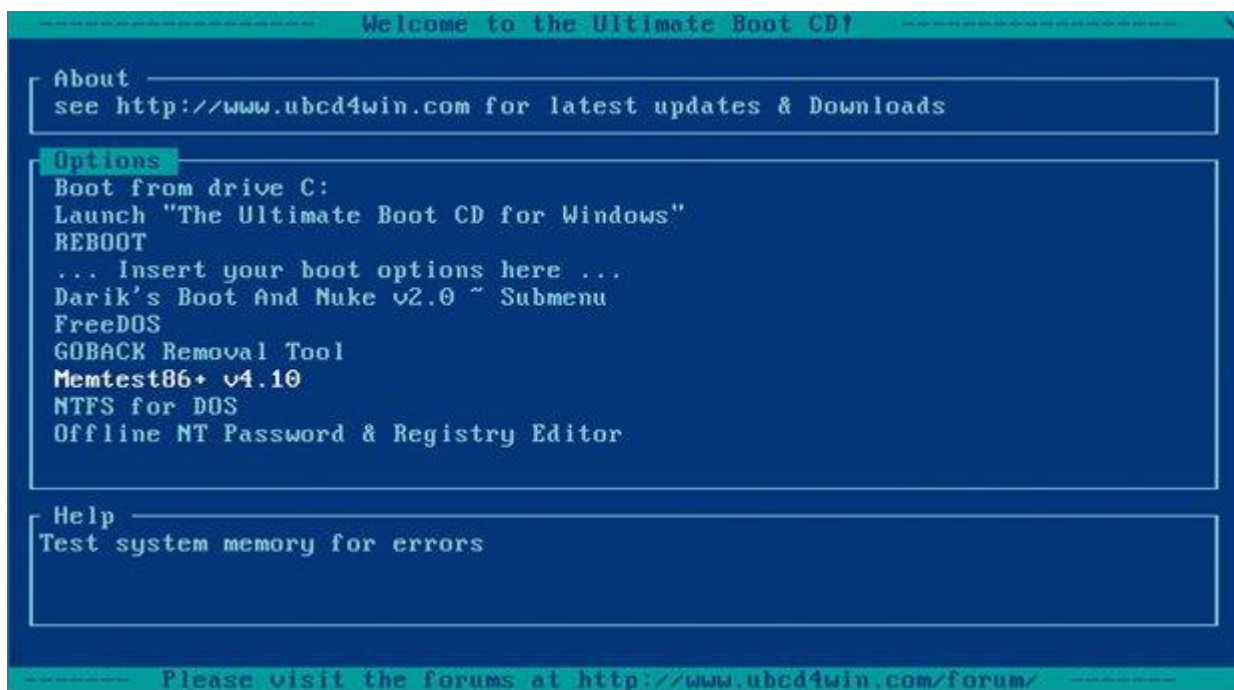 ------------------- Welcome to the Ultimate Boot CD! -------------------
About
see http://www.ubcd4win.com for latest updates & Downloads
Options
Boot from drive C:
Launch "The Ultimate Boot CD for Windows"
REBOOT
... Insert your boot options here ...
Darik's Boot And Nuke v2.0 ~ Submenu
FreeDOS
GOBACK Removal Tool
Memtest86+ v4.10
NTFS for DOS
Offline NT Password & Registry Editor
Help
Test system memory for errors
------- Please visit the forums at http://www.ubcd4win.com/forum/ -------